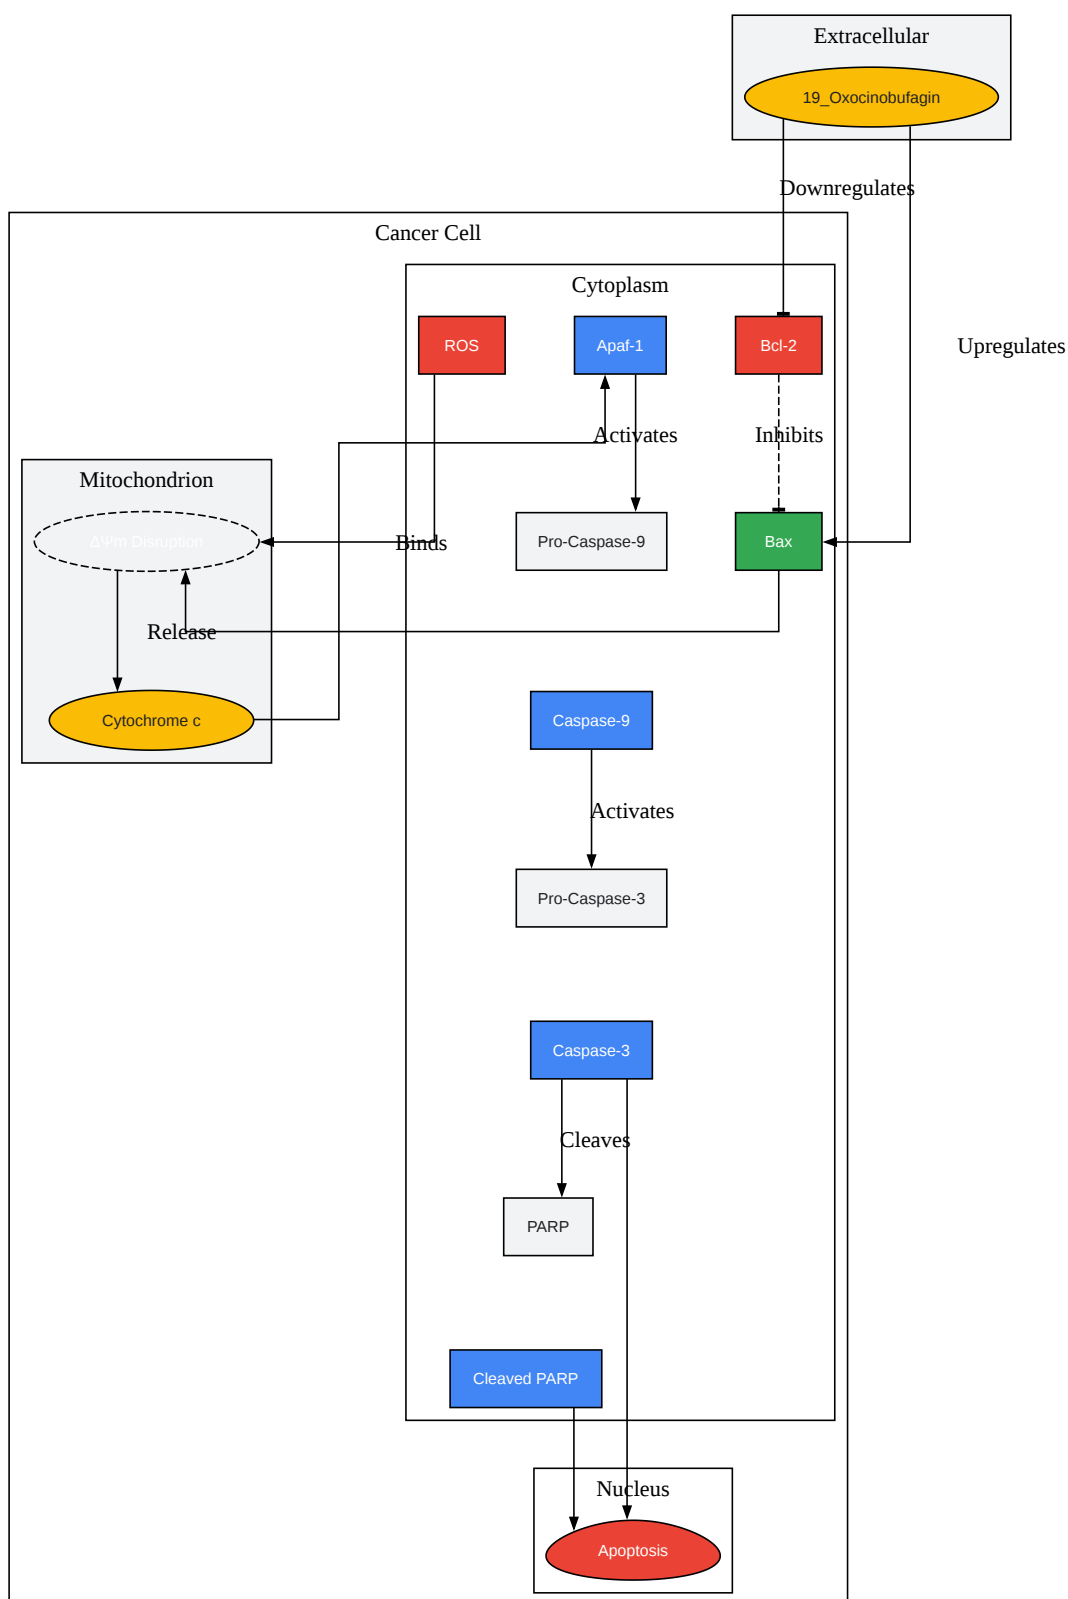 Extracellular
19_Oxocinobufagin
Downregulates
Cancer Cell
Cytoplasm
ROS
Apaf-1
Bcl-2
Upregulates
Activates
Inhibits
Mitochondrion
ΔΨm Disruption
Binds
Pro-Caspase-9
Bax
Release
Cytochrome c
Caspase-9
Activates
Pro-Caspase-3
Caspase-3
Cleaves
PARP
Cleaved PARP
Nucleus
Apoptosis